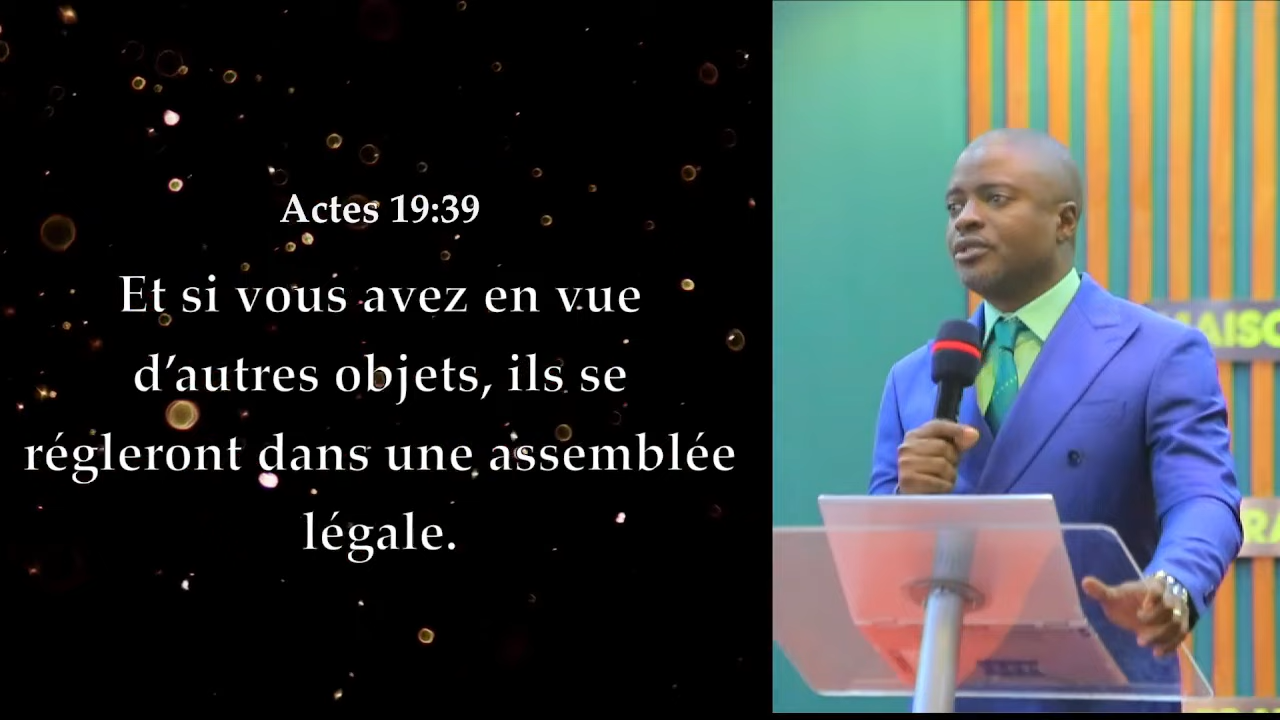 Actes 19:39
Et si vous avez en vue
d’autres objets, ils se
régleront dans une assemblée
légale.